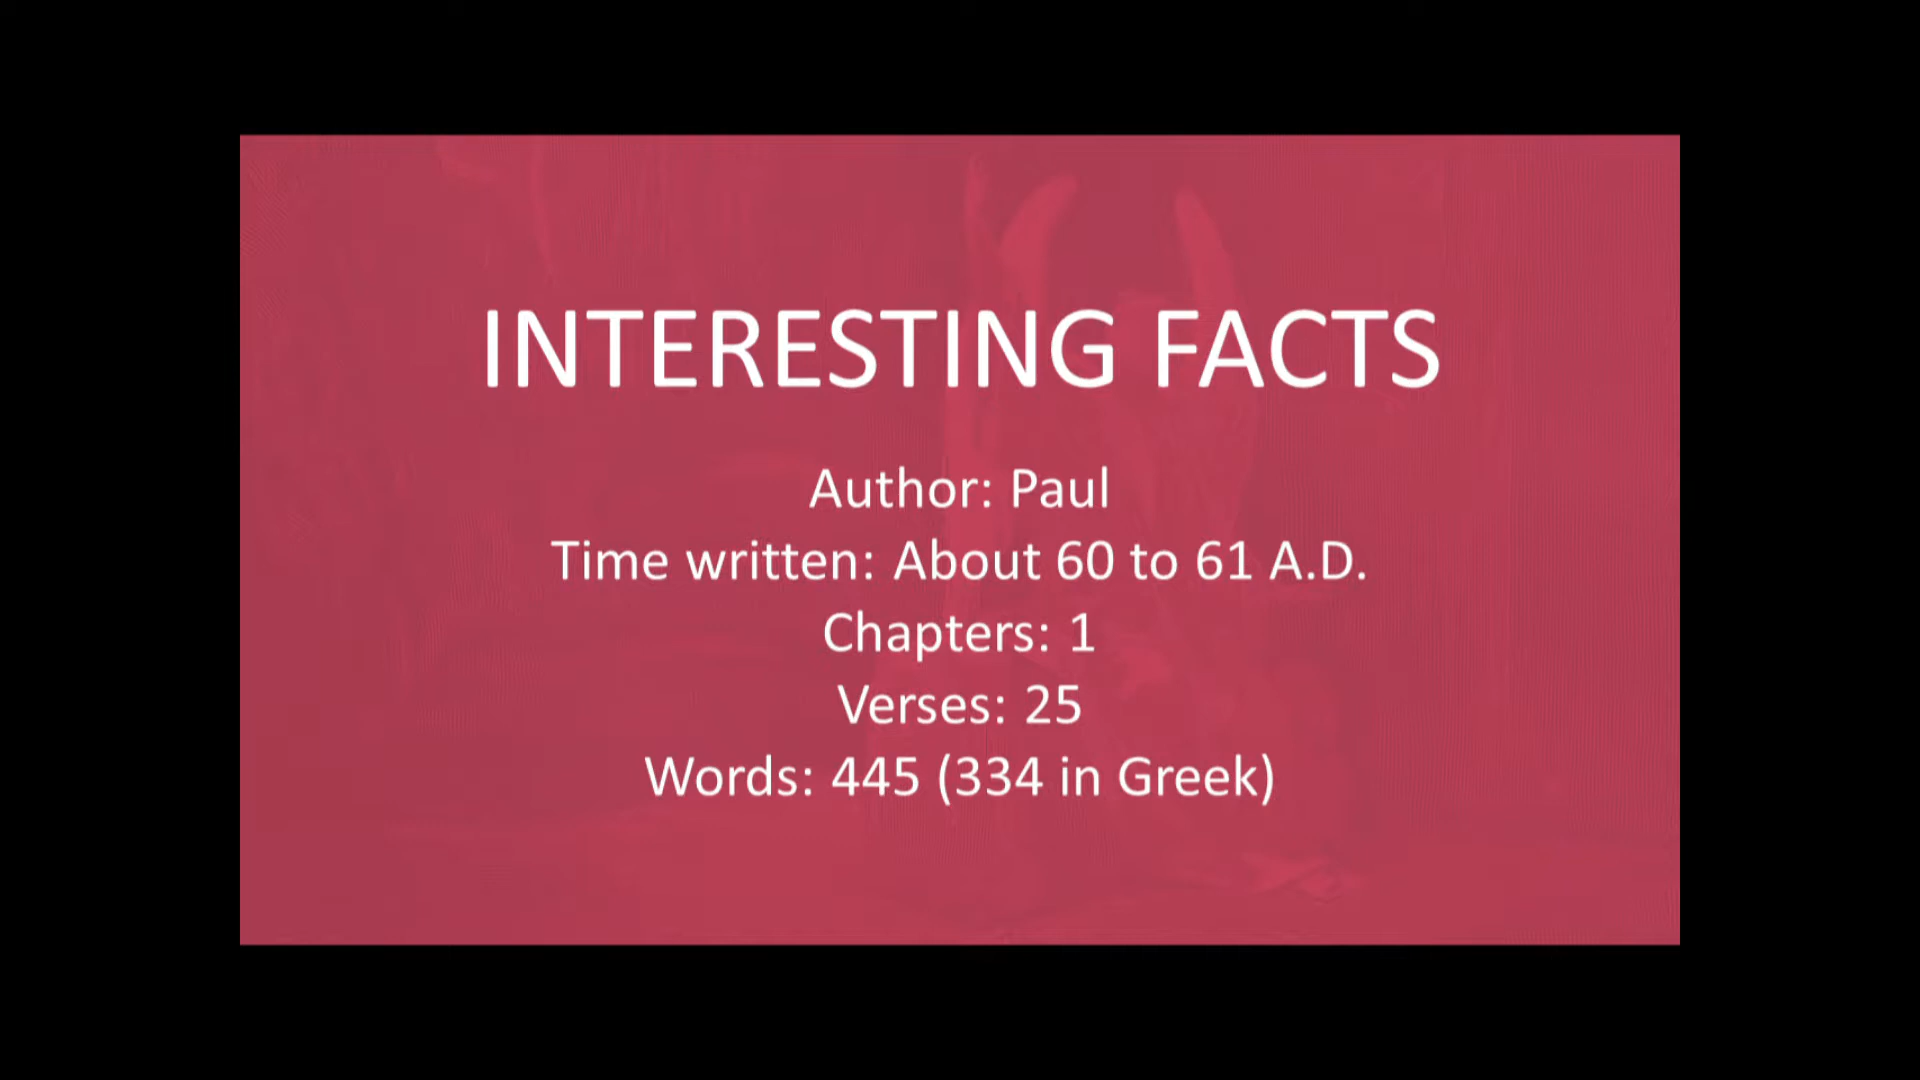 INTERESTING FACTS
Author: Paul
Time written: About 60 to 61 A.D.
Chapters: 1
Verses: 25
Words: 445 (334 in Greek)